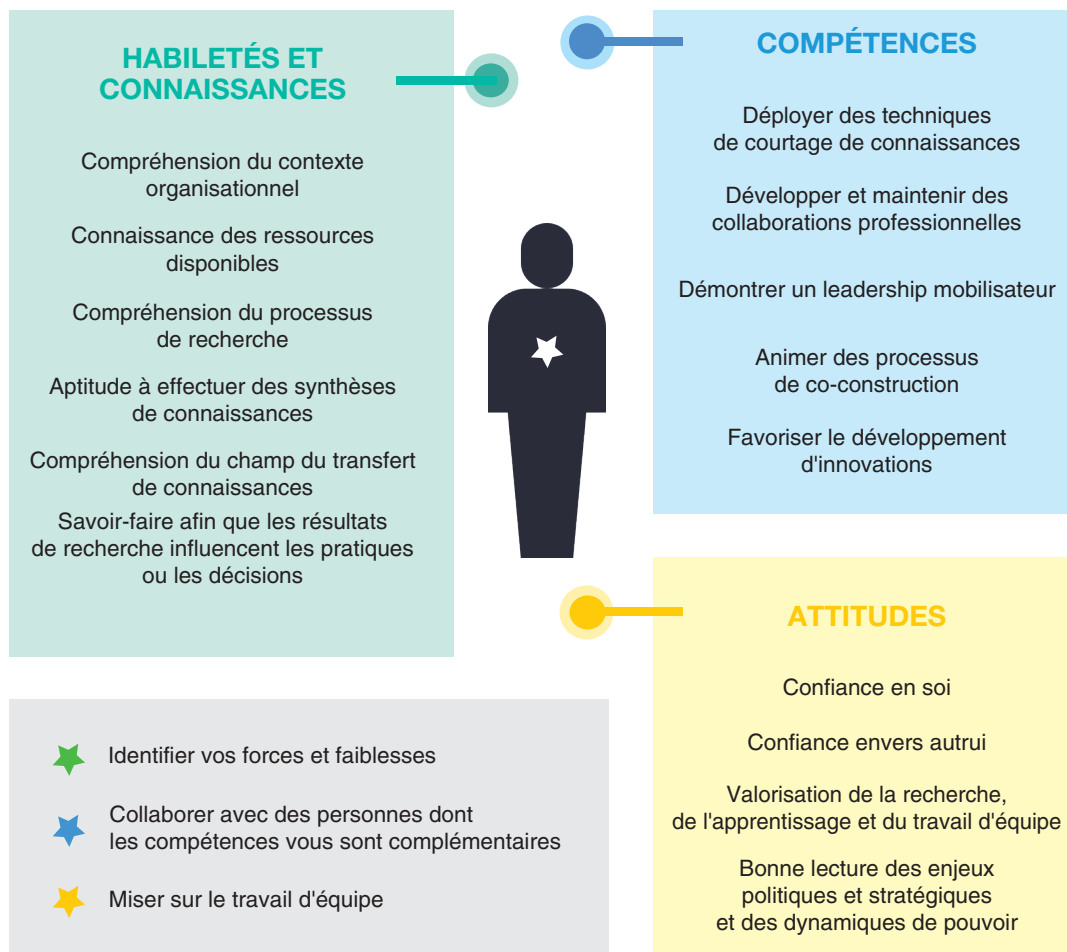 HABILETÉS ET
CONNAISSANCES
Compréhension du contexte
organisationnel
Connaissance des ressources
disponibles
Compréhension du processus
de recherche
Aptitude à effectuer des synthèses
de connaissances
Compréhension du champ du transfert
de connaissances
Savoir-faire afin que les résultats
de recherche influencent les pratiques
ou les décisions
COMPÉTENCES
Déployer des techniques
de courtage de connaissances
Développer et maintenir des
collaborations professionnelles
Démontrer un leadership mobilisateur
Animer des processus
de co-construction
Favoriser le développement
d'innovations
ATTITUDES
Confiance en soi
Confiance envers autrui
Valorisation de la recherche,
de l'apprentissage et du travail d'équipe
Bonne lecture des enjeux
politiques et stratégiques
et des dynamiques de pouvoir
Identifier vos forces et faiblesses
Collaborer avec des personnes dont
les compétences vous sont complémentaires
Miser sur le travail d'équipe